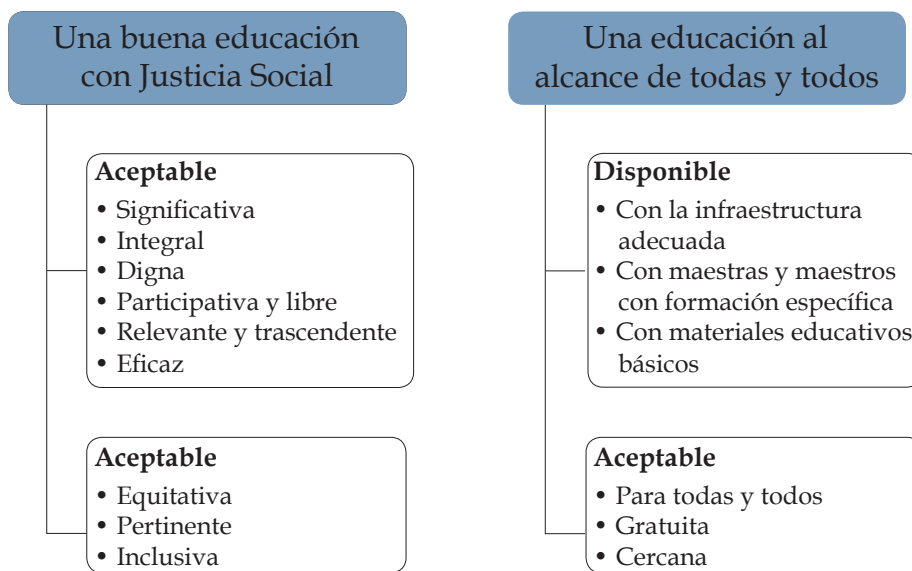 Una buena educación
con Justicia Social
Aceptable
• Significativa
• Integral
• Digna
• Participativa y libre
• Relevante y trascendente
• Eficaz
Aceptable
• Equitativa
• Pertinente
• Inclusiva
Una educación al
alcance de todas y todos
Disponible
• Con la infraestructura
adecuada
• Con maestras y maestros
con formación específica
• Con materiales educativos
básicos
Aceptable
• Para todas y todos
• Gratuita
• Cercana